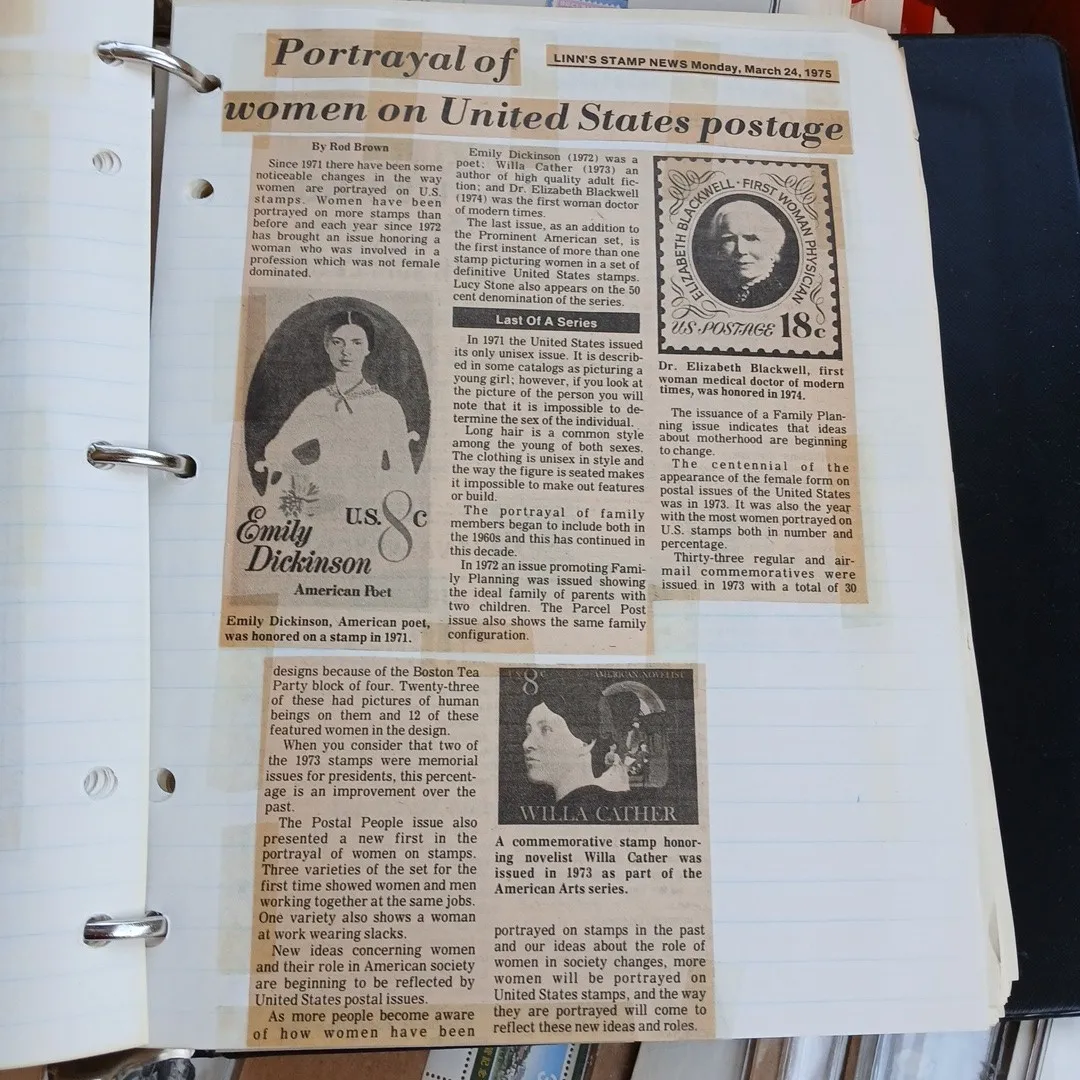 Portrayal of
LINN'S STAMP NEWS Monday, March 24, 1975
women on United States postage
By Rod Brown
Since 1971 there have been some
noticeable changes in the way
women are portrayed on U.S.
stamps. Women have been
portrayed on more stamps than
before and each year since 1972
has brought an issue honoring a
woman who was involved in a
profession which was not female
dominated.
U.S. 8c
Emily
Dickinson
American Poet
Emily Dickinson, American poet,
was honored on a stamp in 1971.
Emily Dickinson (1972) was a
poet; Willa Cather (1973) an
author of high quality adult fic-
tion; and Dr. Elizabeth Blackwell
(1974) was the first woman doctor
of modern times.
The last issue, as an addition to
the Prominent American set, is
the first instance of more than one
stamp picturing women in a set of
definitive United States stamps.
Lucy Stone also appears on the 50
cent denomination of the series.
Last Of A Series
In 1971 the United States issued
its only unisex issue. It is describ-
ed in some catalogs as picturing a
young girl; however, if you look at
the picture of the person you will
note that it is impossible to de-
termine the sex of the individual.
Long hair is a common style
among the young of both sexes.
The clothing is unisex in style and
the way the figure is seated makes
it impossible to make out features
or build.
The portrayal of family
members began to include both in
the 1960s and this has continued in
this decade.
In 1972 an issue promoting Fami-
ly Planning was issued showing
the ideal family of parents with
two children. The Parcel Post
issue also shows the same family
configuration.
ELIZABETH BLACKWELL · FIRST WOMAN PHYSICIAN
US · POSTAGE 18c
Dr. Elizabeth Blackwell, first
woman medical doctor of modern
times, was honored in 1974.
The issuance of a Family Plan-
ning issue indicates that ideas
about motherhood are beginning
to change.
The centennial of the
appearance of the female form on
postal issues of the United States
was in 1973. It was also the year
with the most women portrayed on
U.S. stamps both in number and
percentage.
Thirty-three regular and air-
mail commemoratives were
issued in 1973 with a total of 30
designs because of the Boston Tea
Party block of four. Twenty-three
of these had pictures of human
beings on them and 12 of these
featured women in the design.
When you consider that two of
the 1973 stamps were memorial
issues for presidents, this percent-
age is an improvement over the
past.
The Postal People issue also
presented a new first in the
portrayal of women on stamps.
Three varieties of the set for the
first time showed women and men
working together at the same jobs.
One variety also shows a woman
at work wearing slacks.
New ideas concerning women
and their role in American society
are beginning to be reflected by
United States postal issues.
As more people become aware
of how women have been
US 8c AMERICAN NOVELIST
WILLA CATHER
A commemorative stamp honor-
ing novelist Willa Cather was
issued in 1973 as part of the
American Arts series.
portrayed on stamps in the past
and our ideas about the role of
women in society changes, more
women will be portrayed on
United States stamps, and the way
they are portrayed will come to
reflect these new ideas and roles.